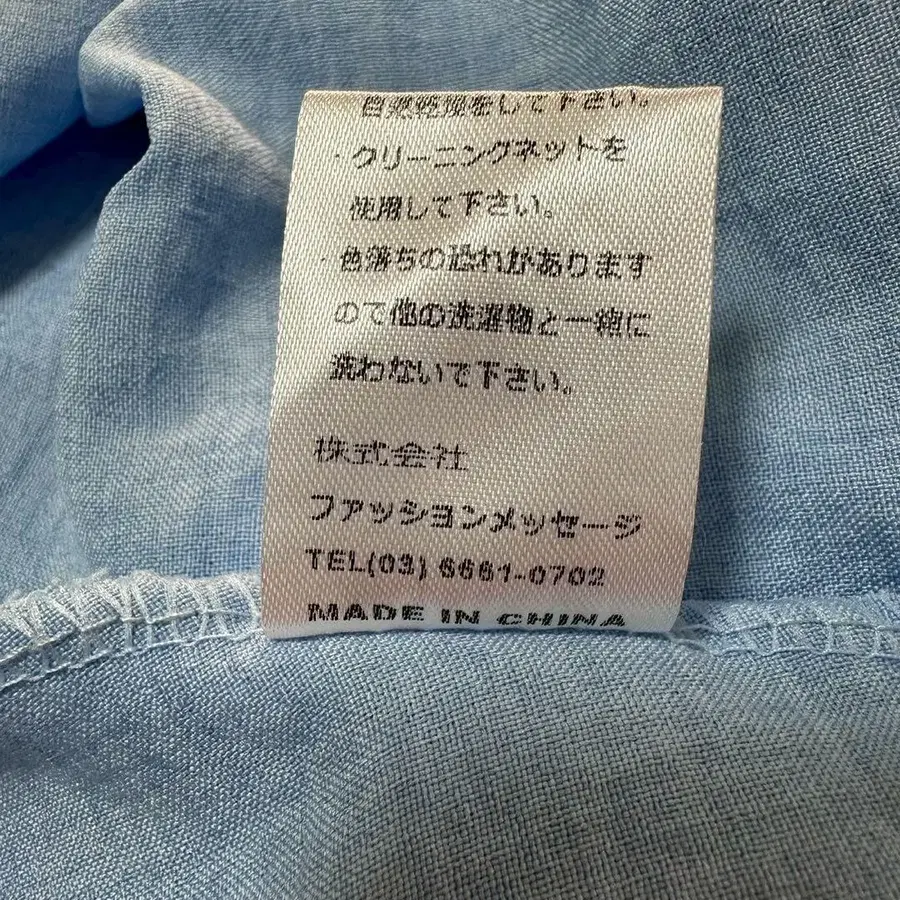 自然乾燥をして下さい。
・クリーニングネットを
使用して下さい。
・色落ちの恐れがあります
ので他の洗濯物と一緒に
洗わないで下さい。
株式会社
ファッションメッセージ
TEL(03) 6661-0702
MADE IN CHINA